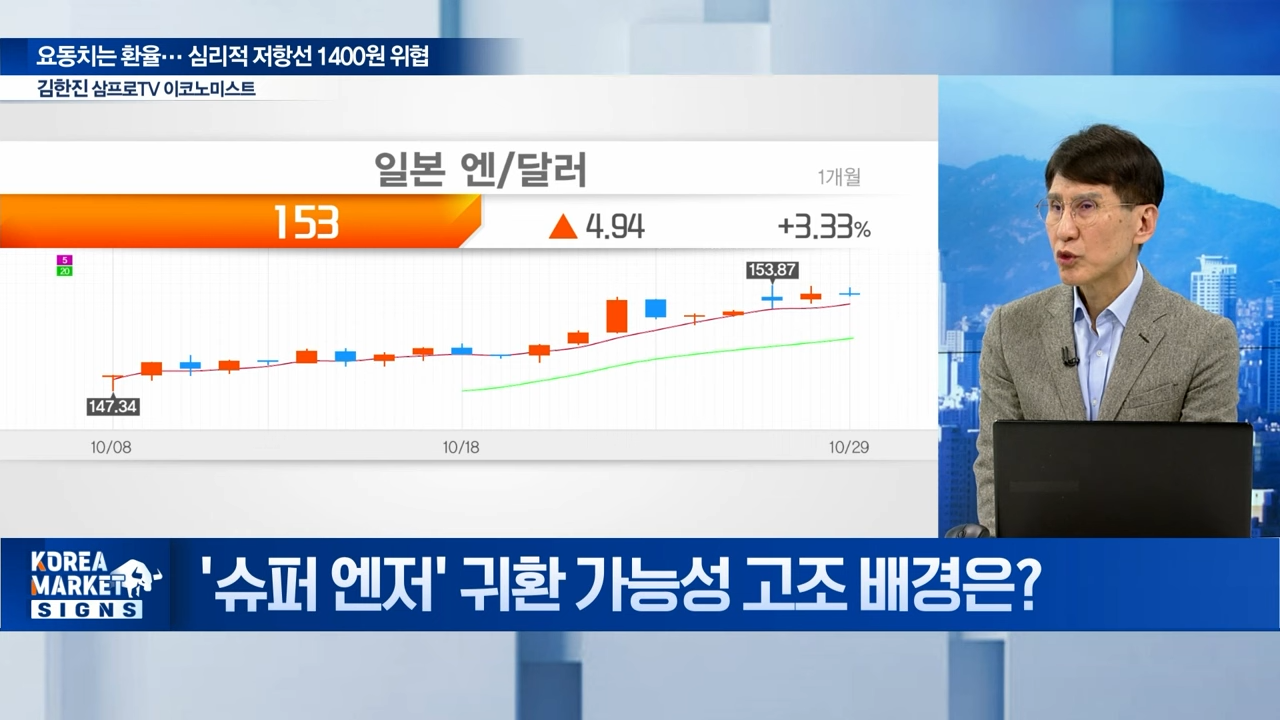 요동치는 환율… 심리적 저항선 1400원 위협
김한진 삼프로TV 이코노미스트
일본 엔/달러
1개월
153
▲ 4.94
+3.33%
5
20
153.87
147.34
10/08
10/18
10/29
KOREA
MARKET
SIGNS
'슈퍼 엔저' 귀환 가능성 고조 배경은?